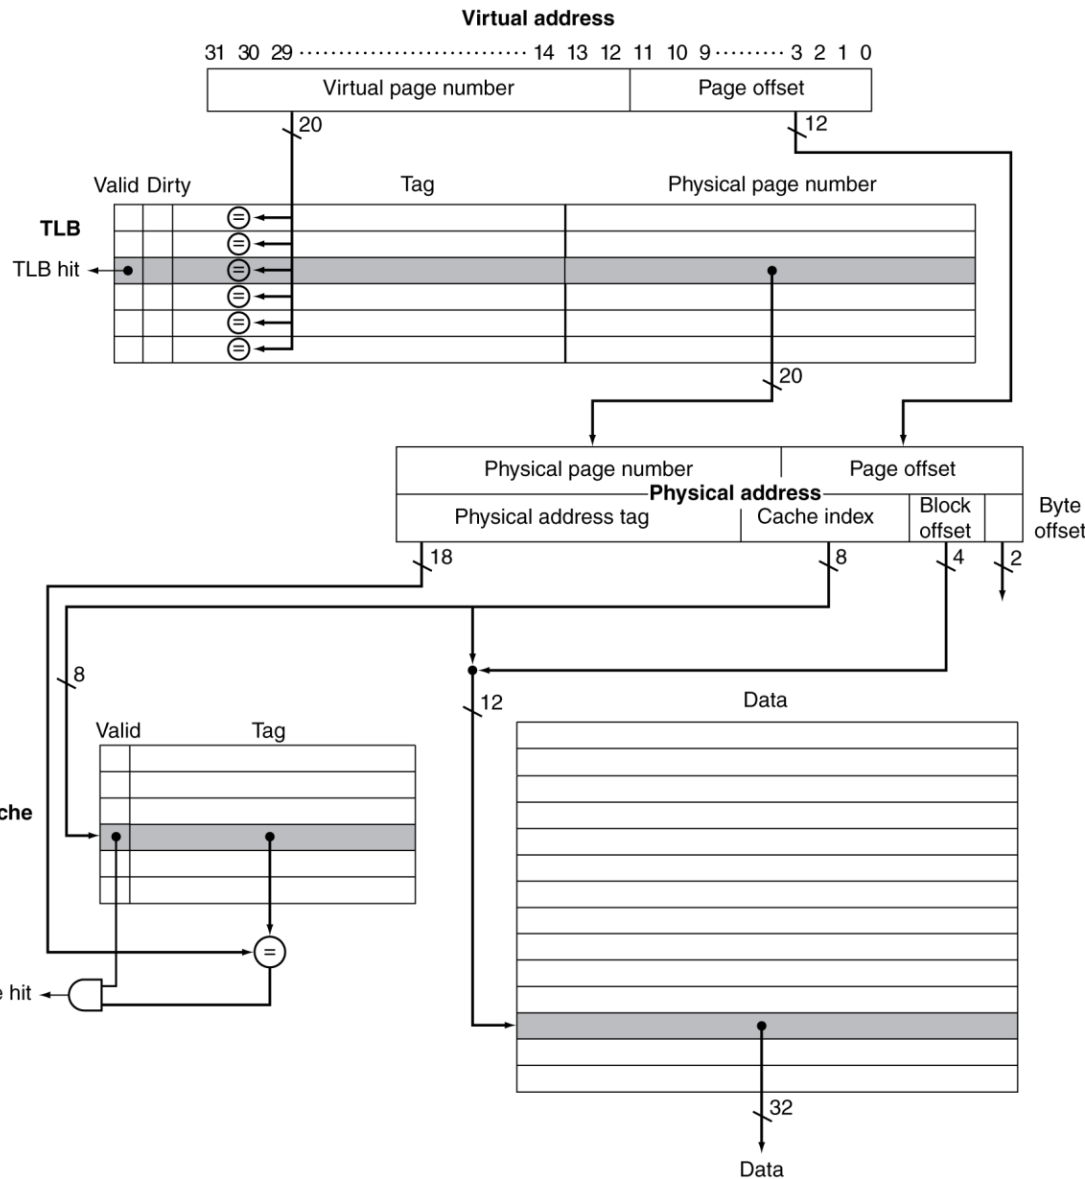 Virtual address
31 30 29 ··························· 14 13 12 11 10 9 ········· 3 2 1 0
Virtual page number Page offset
20 12
Valid Dirty Tag Physical page number
TLB
=
=
TLB hit =
=
=
=
20
Physical page number Page offset
Physical address
Physical address tag Cache index Block offset Byte offset
18 8 4 2
8
12
Data
Valid Tag
che
=
e hit
32
Data